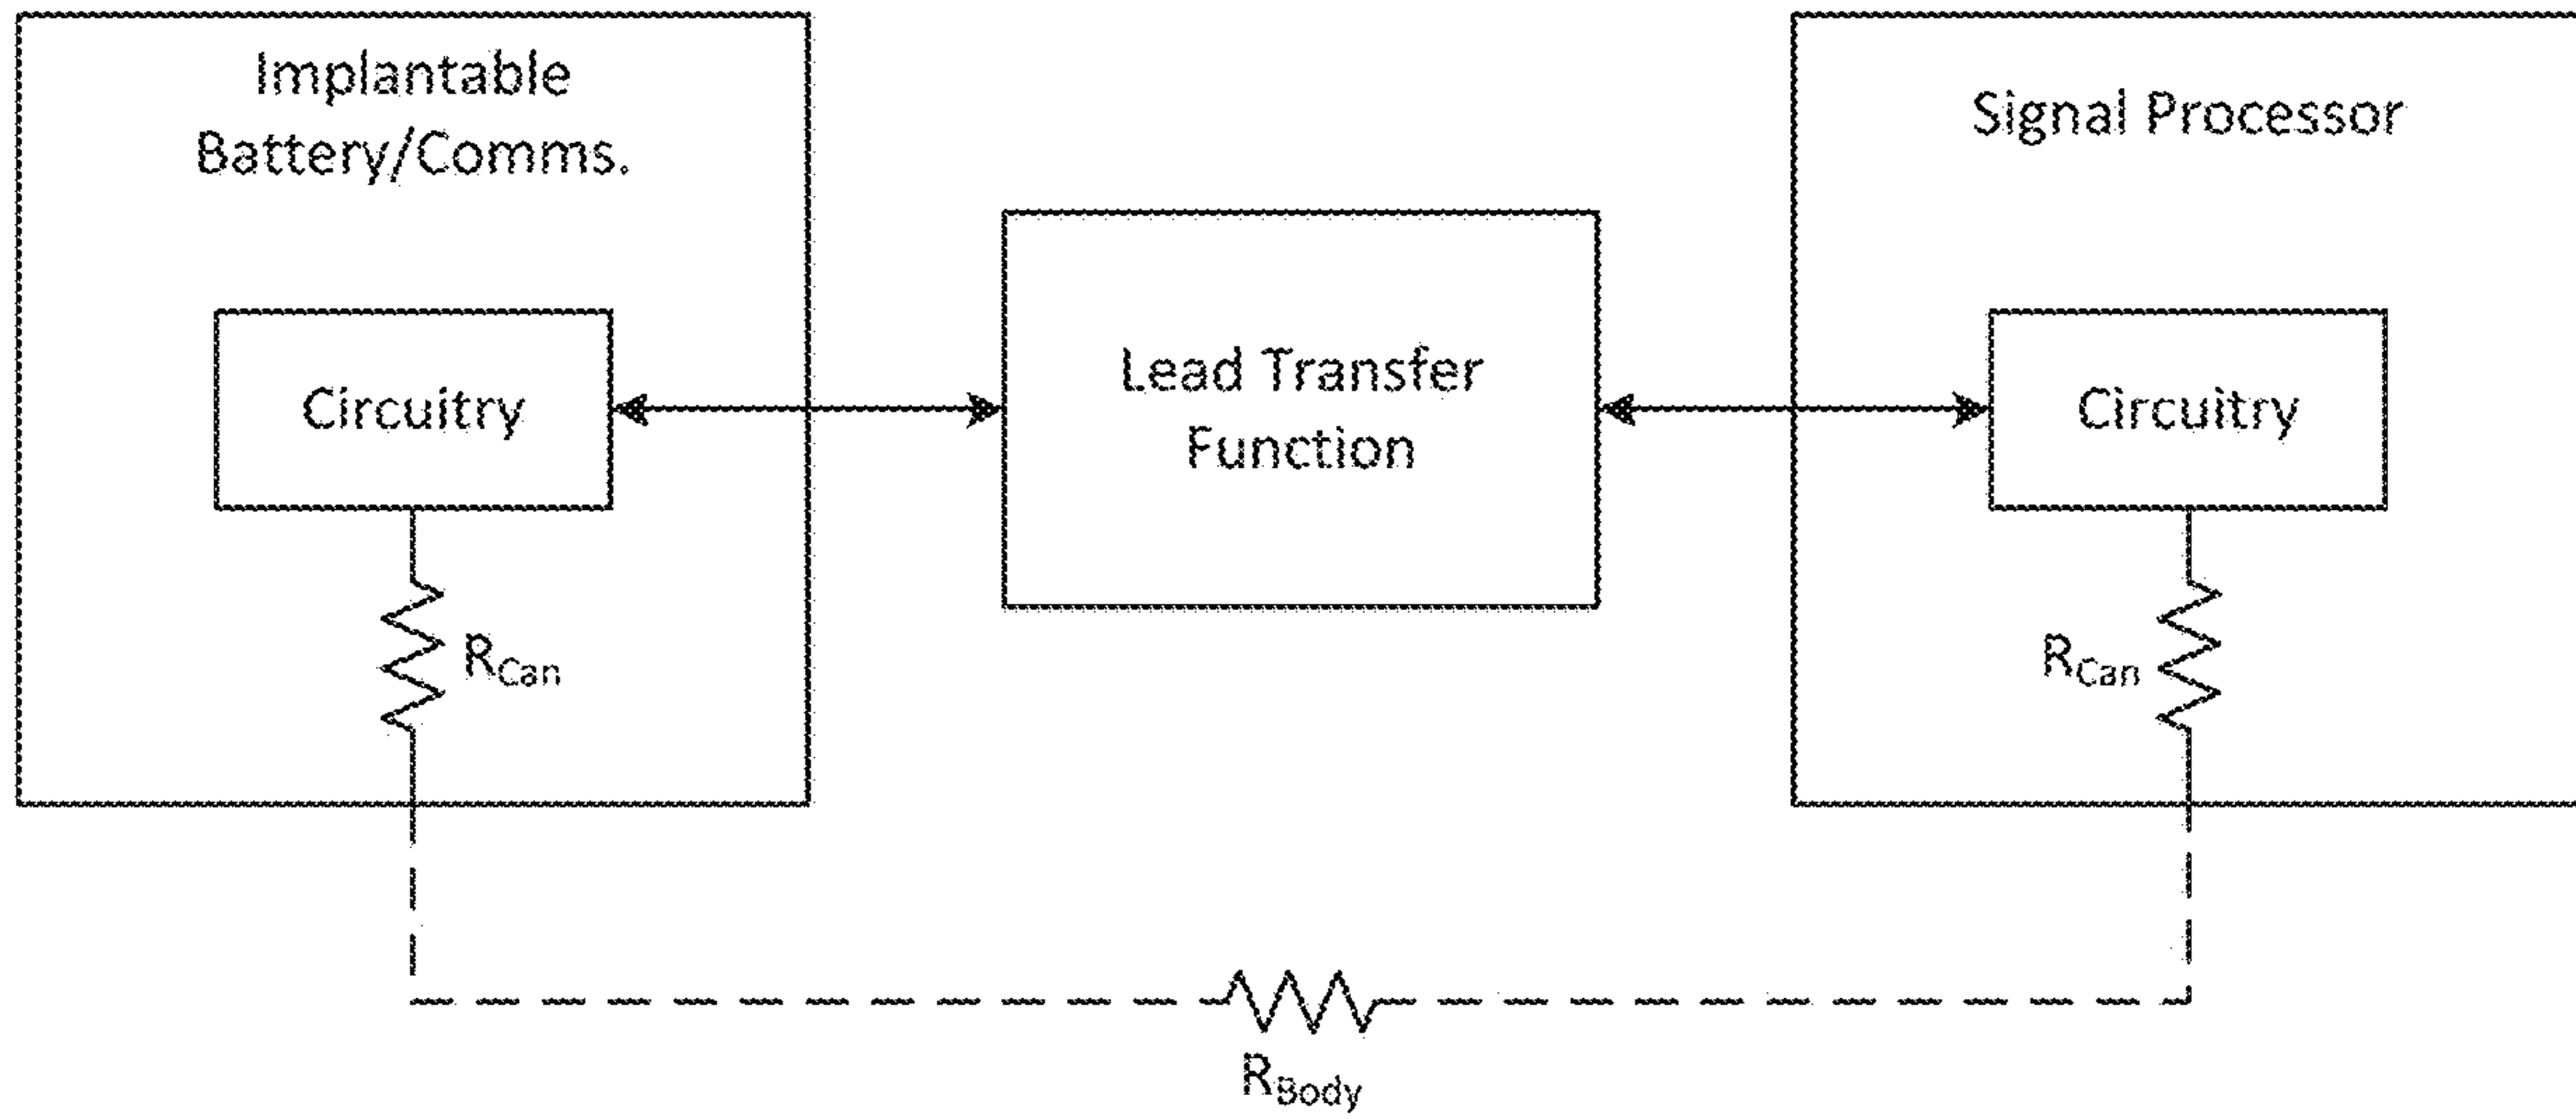 Implantable
Battery/Comms.
Signal Processor
Circuitry
Lead Transfer
Function
Circuitry
RCan
RCan
RBody